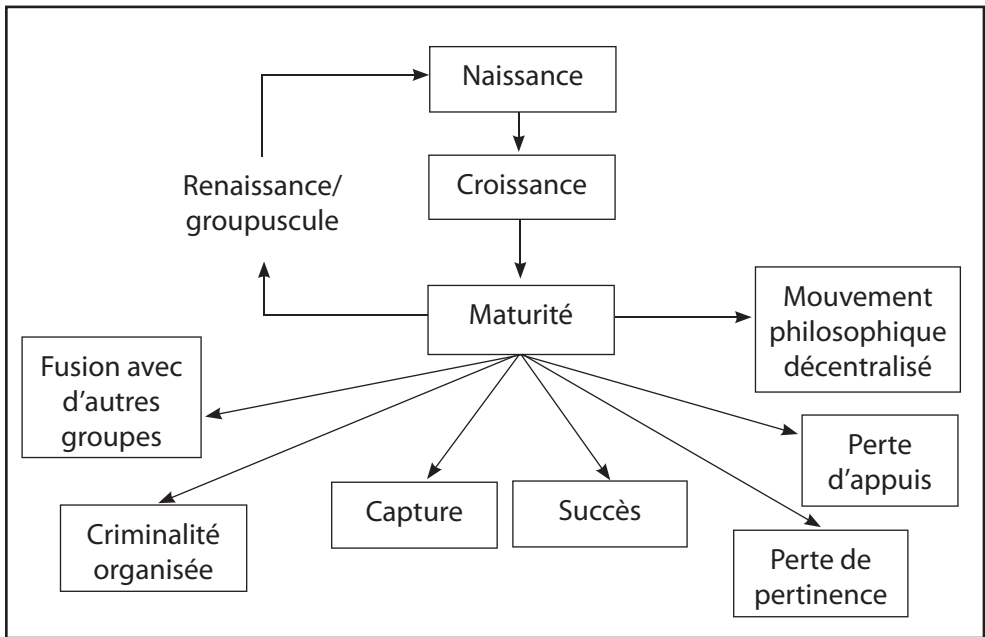 Naissance
Croissance
Renaissance/
groupuscule
Maturité
Mouvement
philosophique
décentralisé
Fusion avec
d'autres
groupes
Perte
d'appuis
Criminalité
organisée
Capture
Succès
Perte de
pertinence